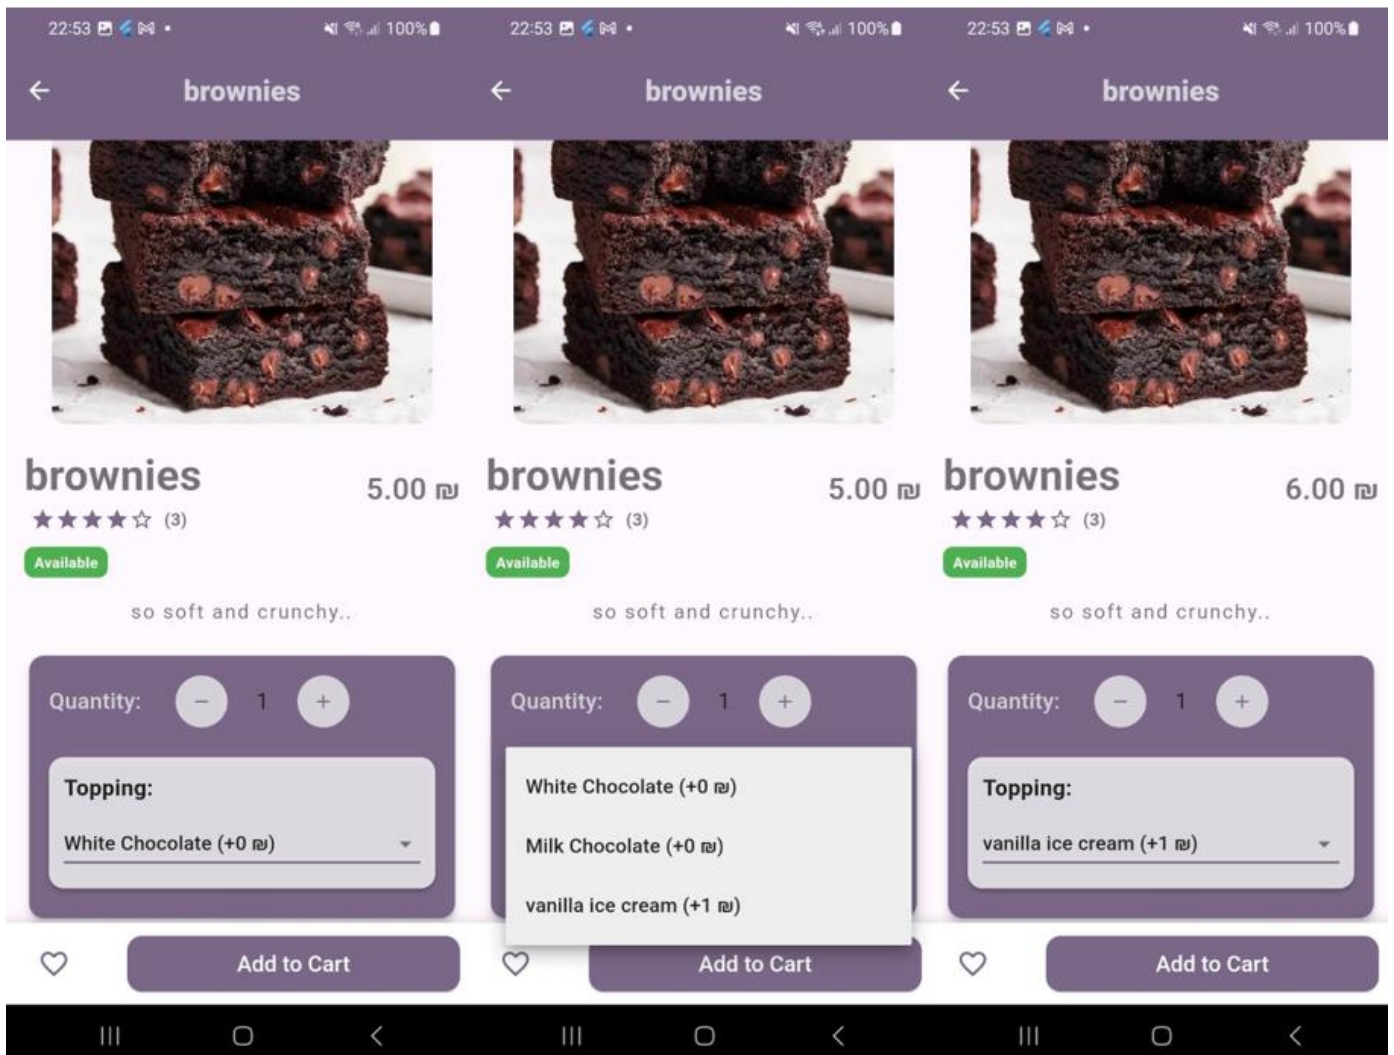 22:53
100%
brownies
brownies
5.00 ₪
(3)
Available
so soft and crunchy..
Quantity:
−
1
+
Topping:
White Chocolate (+0 ₪)
Add to Cart
22:53
100%
brownies
brownies
5.00 ₪
(3)
Available
so soft and crunchy..
Quantity:
−
1
+
White Chocolate (+0 ₪)
Milk Chocolate (+0 ₪)
vanilla ice cream (+1 ₪)
Add to Cart
22:53
100%
brownies
brownies
6.00 ₪
(3)
Available
so soft and crunchy..
Quantity:
−
1
+
Topping:
vanilla ice cream (+1 ₪)
Add to Cart